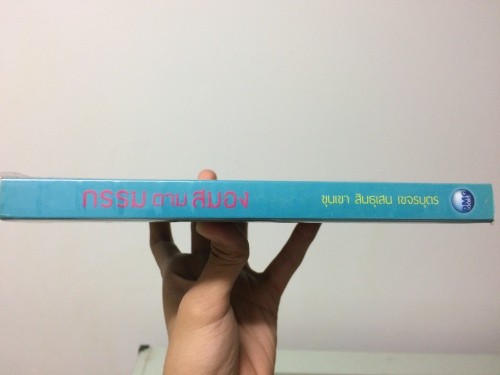 กรรม ตาม สมอง ขุนเขา สินธุเสน เขจรบุตร
DMG